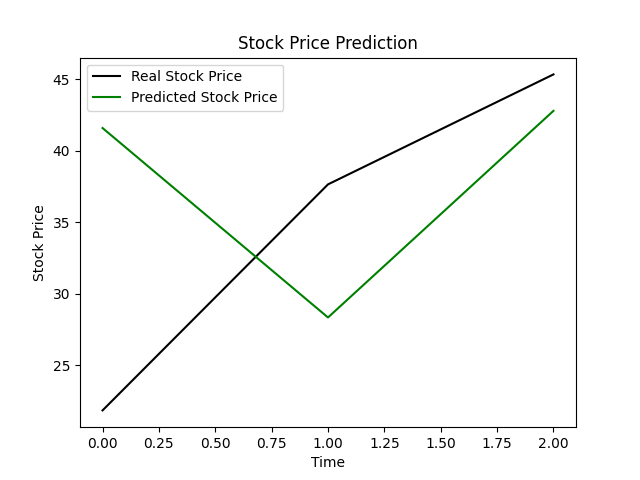 Stock Price Prediction
Real Stock Price
Predicted Stock Price
Stock Price
45
40
35
30
25
0.00 0.25 0.50 0.75 1.00 1.25 1.50 1.75 2.00
Time